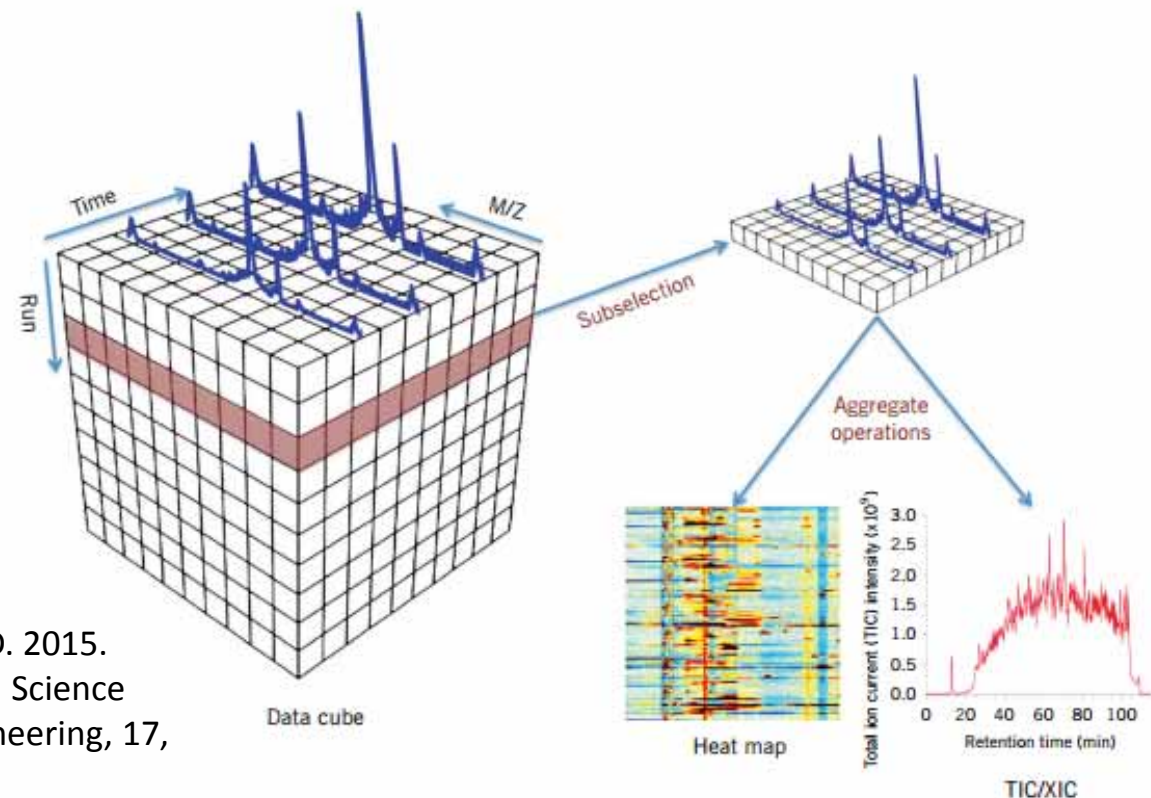 Time
M/Z
Run
Subselection
Aggregate
operations
Data cube
Heat map
Total ion current (TIC) intensity (x10⁹)
3.0
2.5
2.0
1.5
1.0
0.5
0.0
0 20 40 60 80 100
Retention time (min)
TIC/XIC
. 2015.
Science
neering, 17,